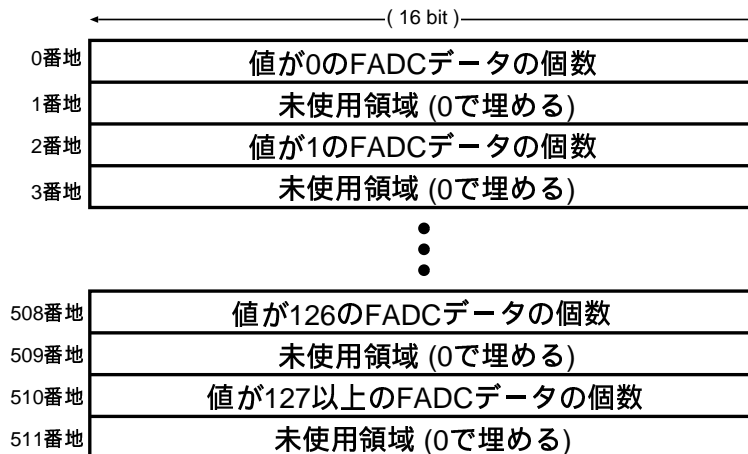 ( 16 bit )
0番地 値が0のFADCデータの個数
1番地 未使用領域 (0で埋める)
2番地 値が1のFADCデータの個数
3番地 未使用領域 (0で埋める)
508番地 値が126のFADCデータの個数
509番地 未使用領域 (0で埋める)
510番地 値が127以上のFADCデータの個数
511番地 未使用領域 (0で埋める)